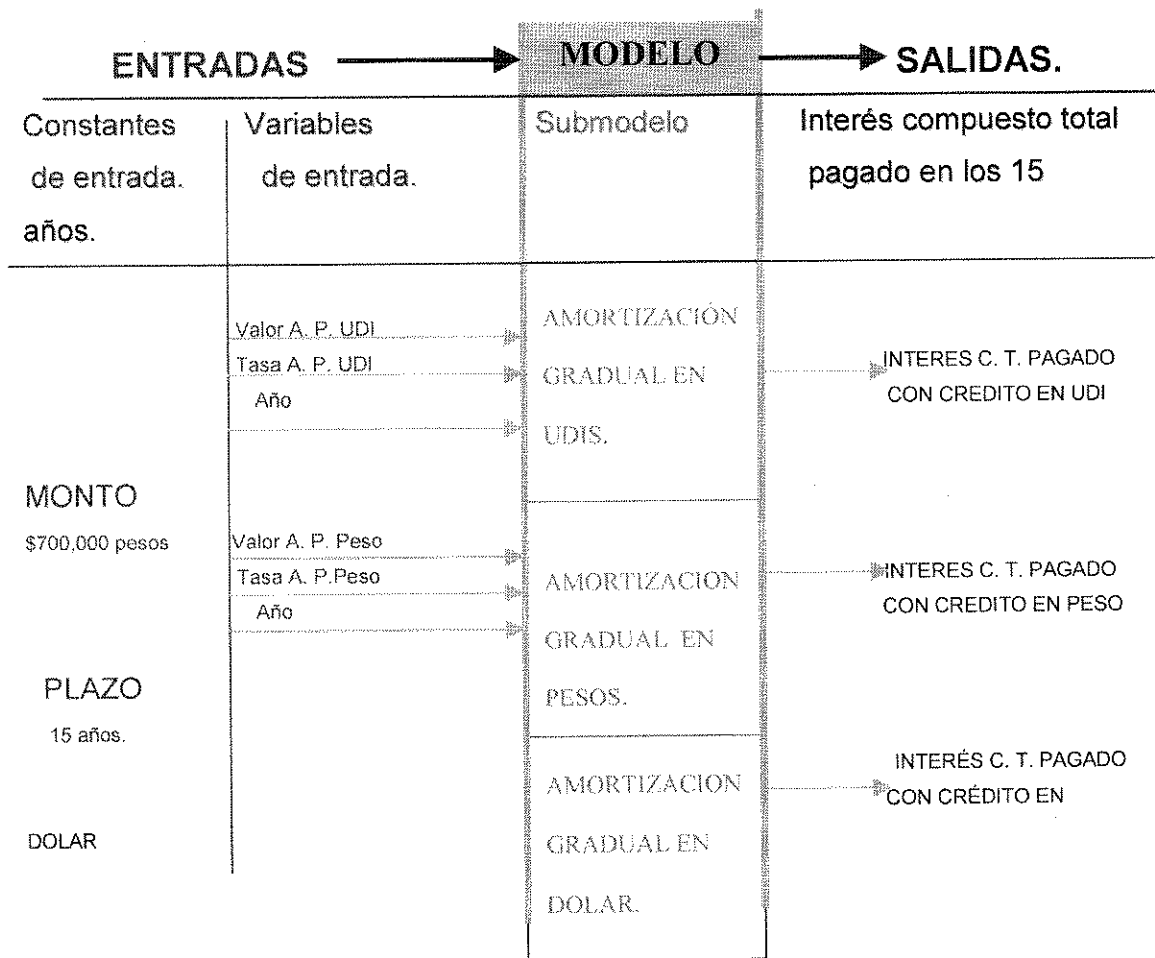 ENTRADAS MODELO SALIDAS.
Constantes Variables Submodelo Interés compuesto total
de entrada. de entrada. pagado en los 15
años.
Valor A. P. UDI
Tasa A. P. UDI
Año
AMORTIZACIÓN
GRADUAL EN
UDIS.
INTERES C. T. PAGADO
CON CREDITO EN UDI
MONTO
$700,000 pesos
Valor A. P. Peso
Tasa A. P.Peso
Año
AMORTIZACION
GRADUAL EN
PESOS.
INTERES C. T. PAGADO
CON CREDITO EN PESO
PLAZO
15 años.
AMORTIZACION
GRADUAL EN
DOLAR.
INTERÉS C. T. PAGADO
CON CRÉDITO EN
DOLAR